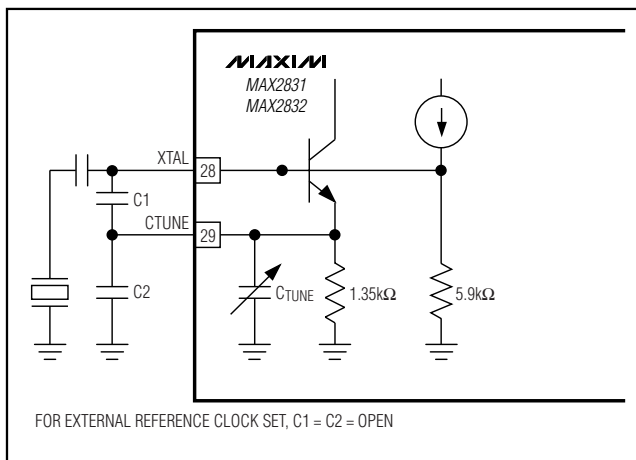 MAXIM
MAX2831
MAX2832
XTAL
28
C1
CTUNE
29
C2
CTUNE
1.35kΩ
5.9kΩ
FOR EXTERNAL REFERENCE CLOCK SET, C1 = C2 = OPEN